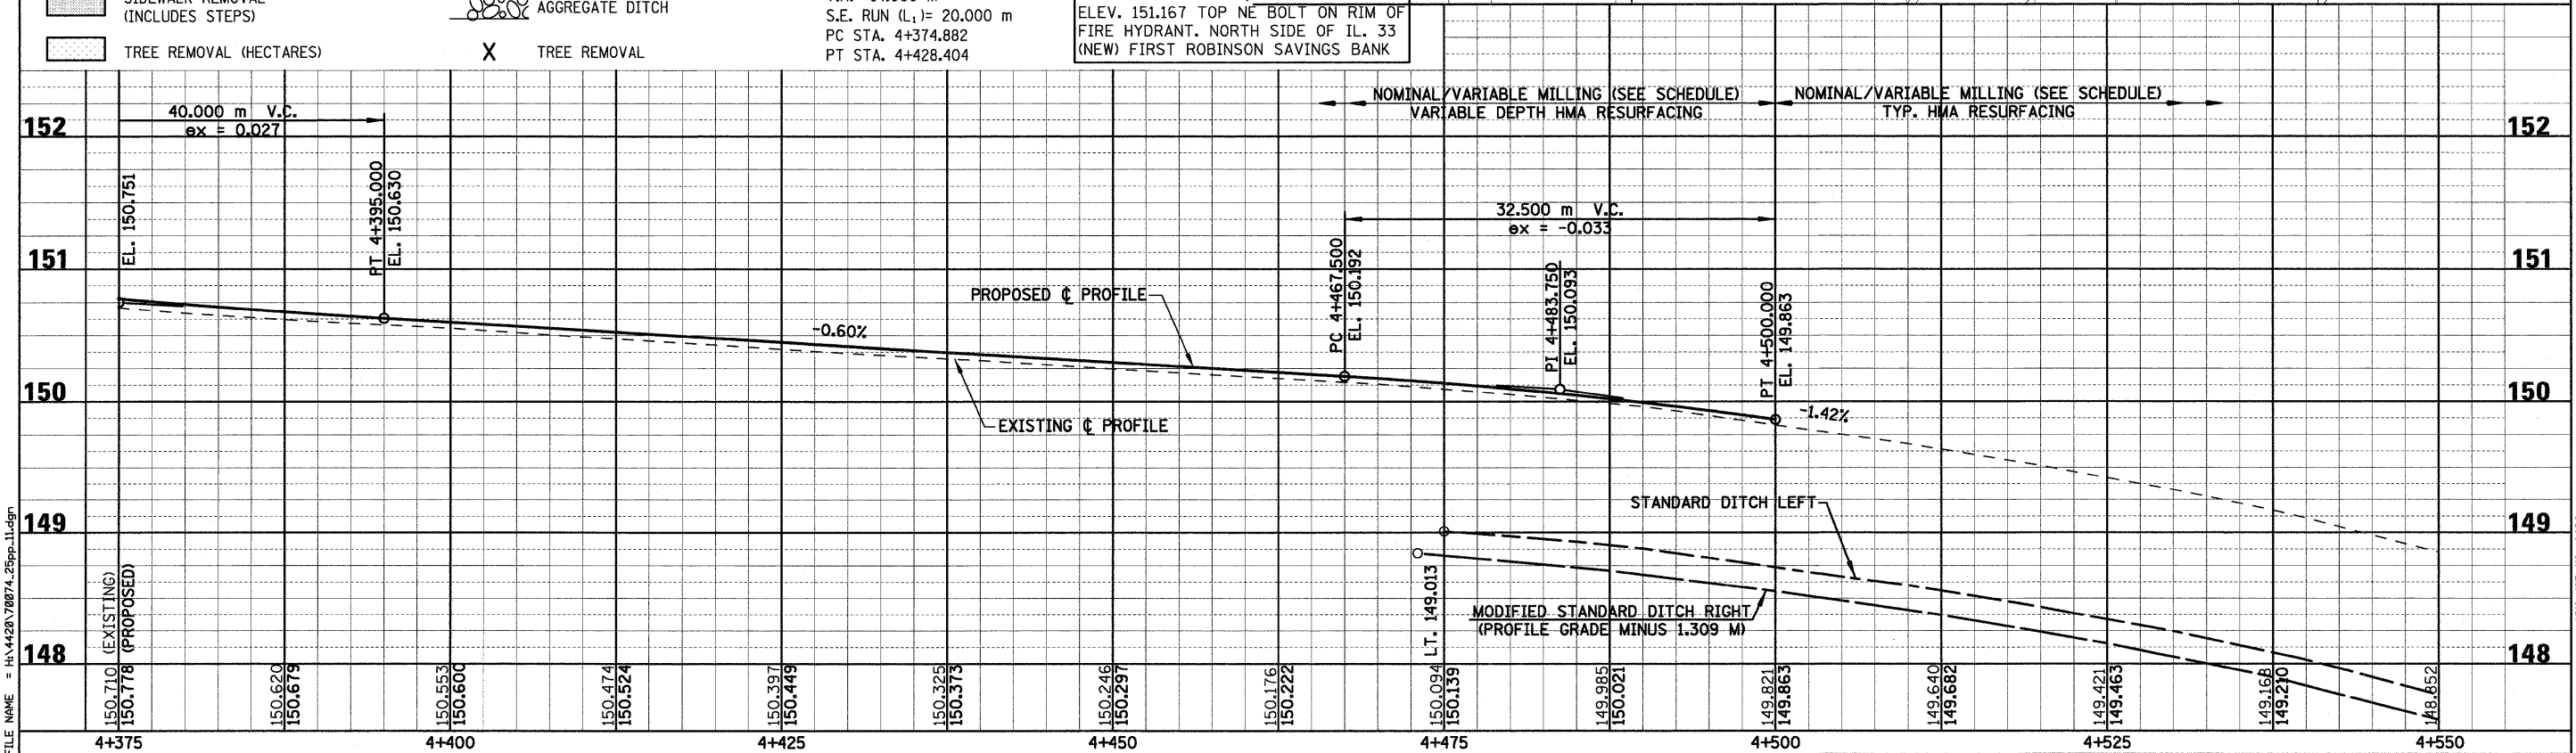 (INCLUDES STEPS)
TREE REMOVAL (HECTARES)
AGGREGATE DITCH
X TREE REMOVAL
S.E. RUN (L₁)= 20.000 m
PC STA. 4+374.882
PT STA. 4+428.404
ELEV. 151.167 TOP NE BOLT ON RIM OF
FIRE HYDRANT. NORTH SIDE OF IL. 33
(NEW) FIRST ROBINSON SAVINGS BANK
NOMINAL/VARIABLE MILLING (SEE SCHEDULE)
VARIABLE DEPTH HMA RESURFACING
NOMINAL/VARIABLE MILLING (SEE SCHEDULE)
TYP. HMA RESURFACING
40.000 m V.C.
ex = 0.027
152
152
EL. 150.751
PT 4+395.000
EL. 150.630
32.500 m V.C.
ex = -0.033
151
151
PROPOSED ℄ PROFILE
-0.60%
PC 4+467.500
EL. 150.192
PI 4+483.750
EL. 150.093
PT 4+500.000
EL. 149.863
150
150
-1.42%
EXISTING ℄ PROFILE
STANDARD DITCH LEFT
149
149
LT. 149.013
MODIFIED STANDARD DITCH RIGHT
(PROFILE GRADE MINUS 1.309 M)
148
148
150.710 (EXISTING)
150.778 (PROPOSED)
150.620
150.679
150.553
150.600
150.474
150.524
150.397
150.449
150.325
150.373
150.246
150.297
150.176
150.222
150.094
150.139
149.985
150.021
149.821
149.863
149.640
149.682
149.421
149.463
149.168
149.210
148.852
4+375
4+400
4+425
4+450
4+475
4+500
4+525
4+550
FILE NAME = H:\4420\70074_25pp_11.dgn